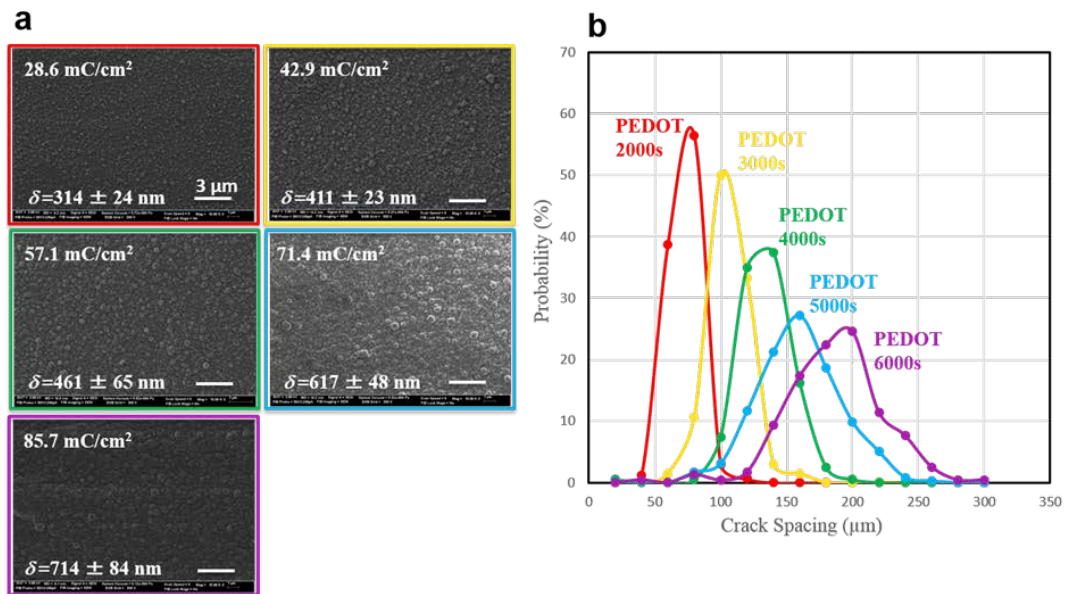 a
28.6 mC/cm²
δ=314 ± 24 nm
3 μm
42.9 mC/cm²
δ=411 ± 23 nm
57.1 mC/cm²
δ=461 ± 65 nm
71.4 mC/cm²
δ=617 ± 48 nm
85.7 mC/cm²
δ=714 ± 84 nm
b
70
60
50
40
30
20
10
0
Probability (%)
PEDOT
2000s
PEDOT
3000s
PEDOT
4000s
PEDOT
5000s
PEDOT
6000s
0 50 100 150 200 250 300 350
Crack Spacing (μm)